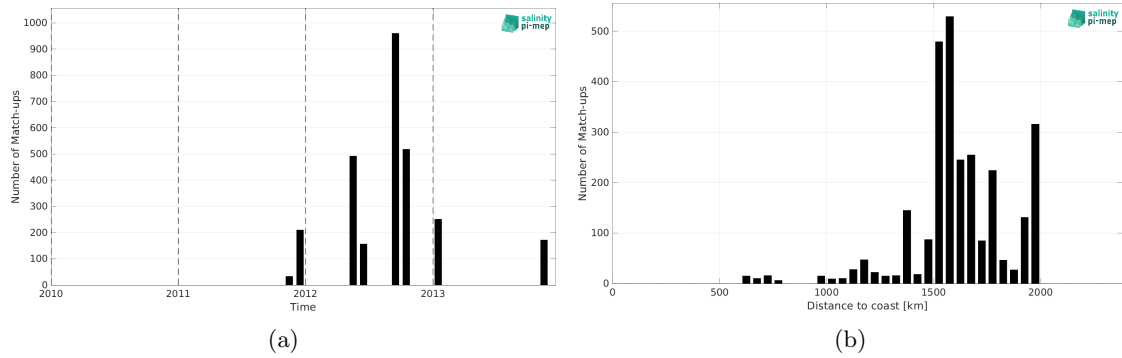 salinity
pi-mep
Number of Match-ups
1000
900
800
700
600
500
400
300
200
100
0
2010 2011 2012 2013
Time
(a)
salinity
pi-mep
Number of Match-ups
500
400
300
200
100
0
0 500 1000 1500 2000
Distance to coast [km]
(b)